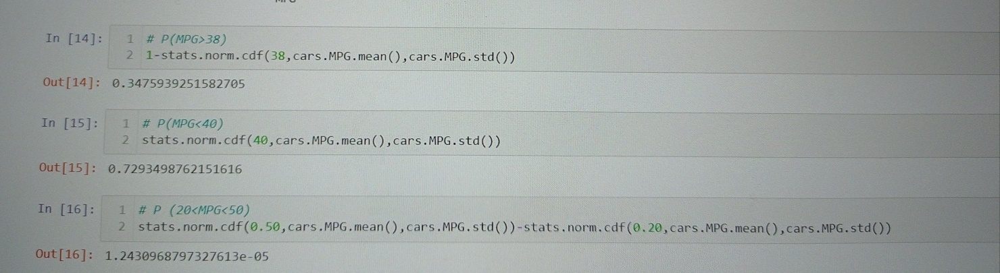 In [14]: 1 # P(MPG>38)
2 1-stats.norm.cdf(38,cars.MPG.mean(),cars.MPG.std())
Out[14]: 0.3475939251582705
In [15]: 1 # P(MPG<40)
2 stats.norm.cdf(40,cars.MPG.mean(),cars.MPG.std())
Out[15]: 0.7293498762151616
In [16]: 1 # P (20<MPG<50)
2 stats.norm.cdf(0.50,cars.MPG.mean(),cars.MPG.std())-stats.norm.cdf(0.20,cars.MPG.mean(),cars.MPG.std())
Out[16]: 1.2430968797327613e-05